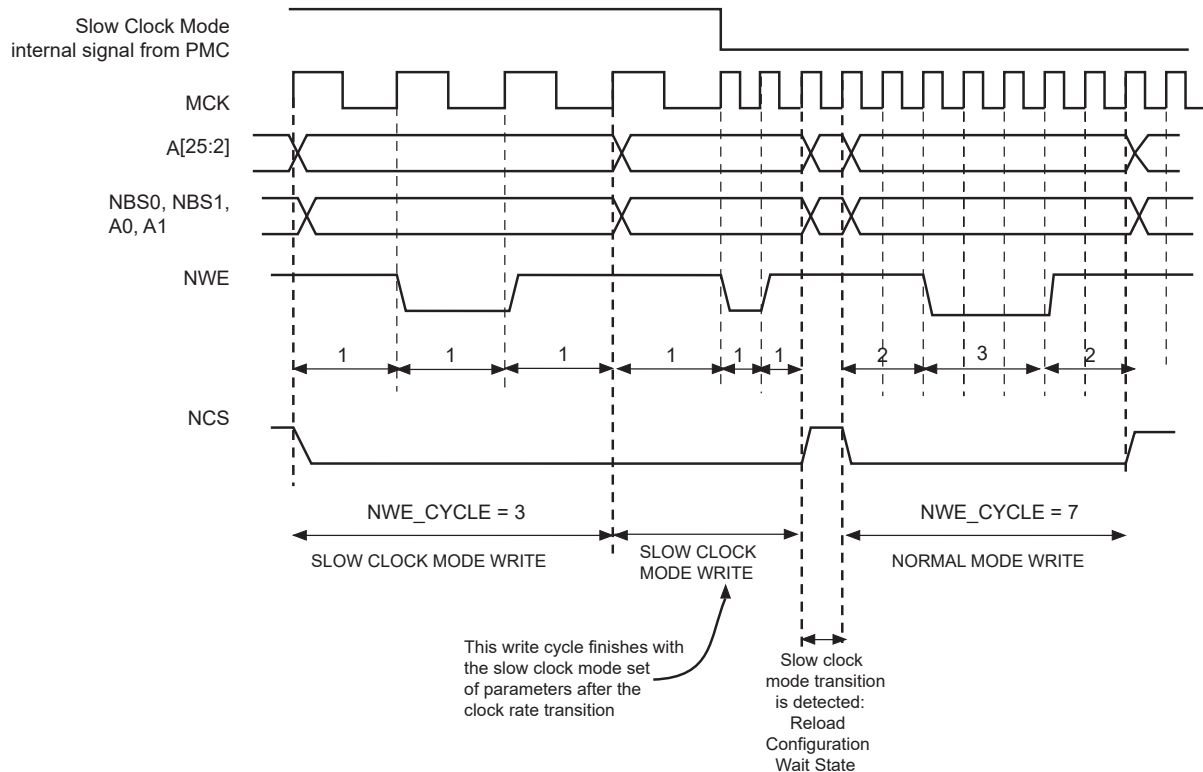 Slow Clock Mode
internal signal from PMC
MCK
A[25:2]
NBS0, NBS1,
A0, A1
NWE
1 1 1 1 1 1 2 3 2
NCS
NWE_CYCLE = 3
NWE_CYCLE = 7
SLOW CLOCK MODE WRITE
SLOW CLOCK
MODE WRITE
NORMAL MODE WRITE
This write cycle finishes with
the slow clock mode set
of parameters after the
clock rate transition
Slow clock
mode transition
is detected:
Reload
Configuration
Wait State